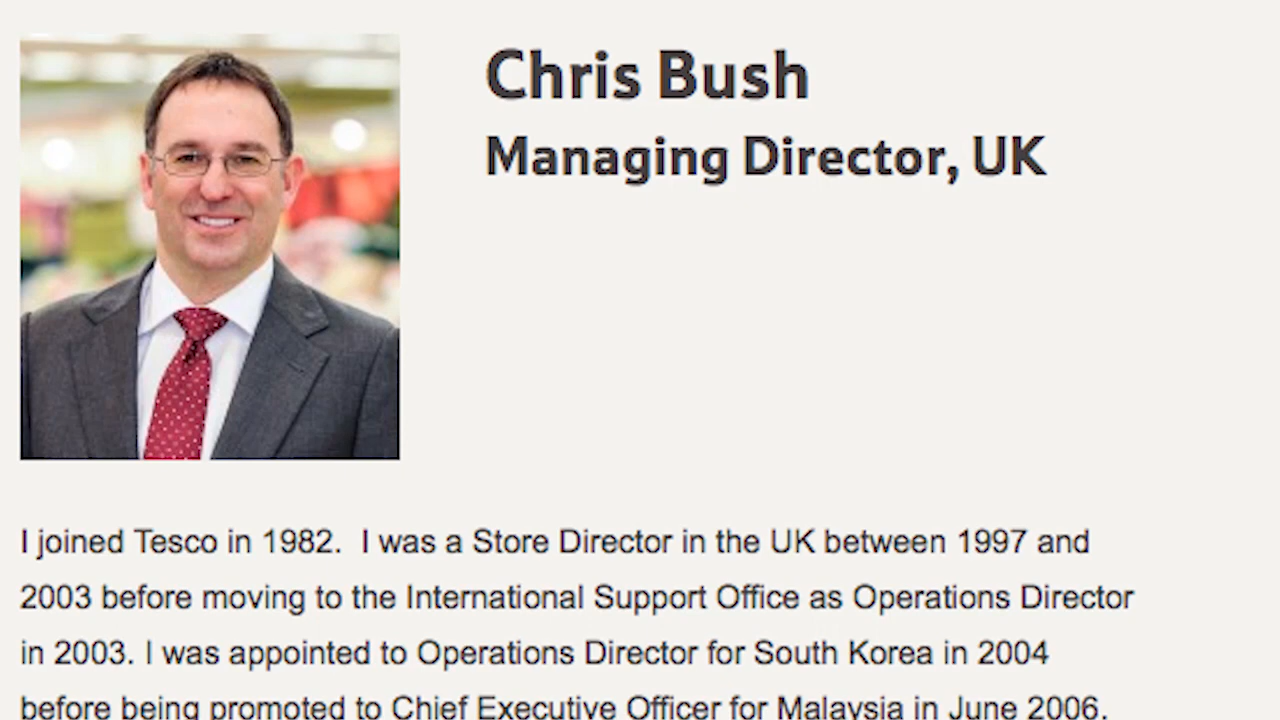 Chris Bush
Managing Director, UK
I joined Tesco in 1982.  I was a Store Director in the UK between 1997 and
2003 before moving to the International Support Office as Operations Director
in 2003. I was appointed to Operations Director for South Korea in 2004
before being promoted to Chief Executive Officer for Malaysia in June 2006.